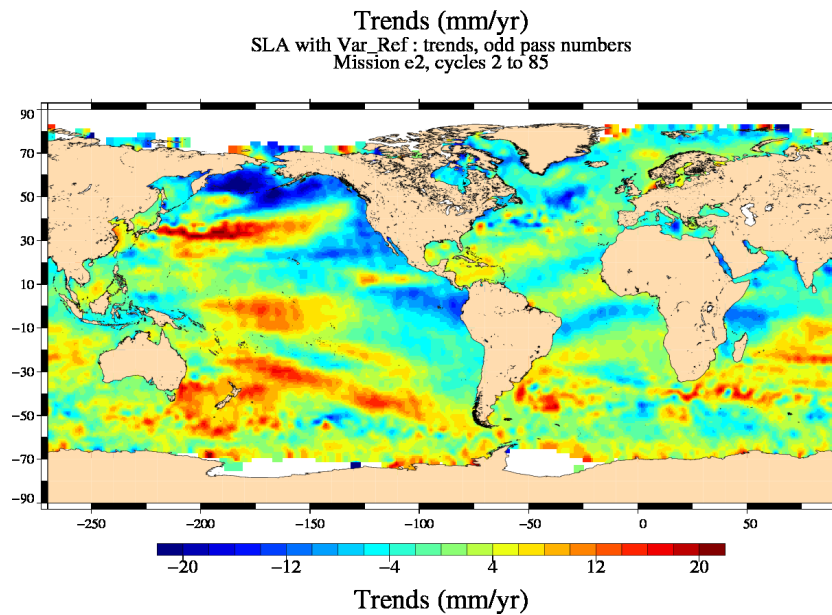 Trends (mm/yr)
SLA with Var_Ref : trends, odd pass numbers
Mission e2, cycles 2 to 85
90
70
50
30
10
−10
−30
−50
−70
−90
−250 −200 −150 −100 −50 0 50
−20 −12 −4 4 12 20
Trends (mm/yr)